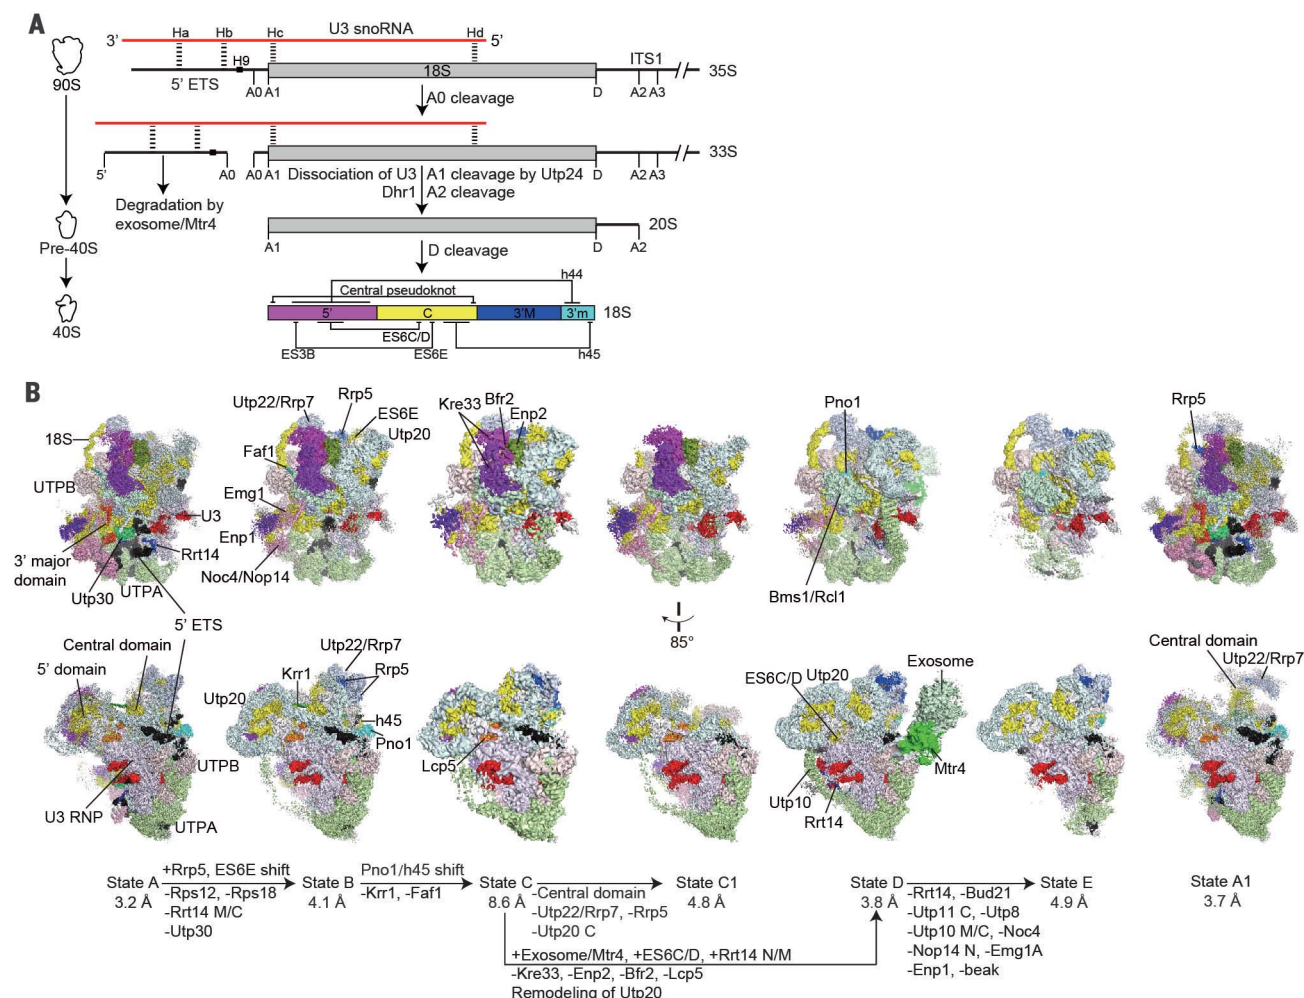 A
3’
Ha
Hb
Hc
U3 snoRNA
Hd
5’
H9
ITS1
18S
35S
90S
5’ ETS
A0
A1
D
A2
A3
A0 cleavage
33S
5’
A0
A0
A1
Dissociation of U3
A1 cleavage by Utp24
D
A2
A3
Dhr1
A2 cleavage
Degradation by
exosome/Mtr4
20S
Pre-40S
A1
D
A2
D cleavage
h44
Central pseudoknot
5’
C
3’M
3’m
18S
40S
ES6C/D
ES3B
ES6E
h45
B
Utp22/Rrp7
Rrp5
ES6E
Utp20
Kre33
Bfr2
Enp2
Pno1
Rrp5
18S
Faf1
UTPB
Emg1
U3
Enp1
3’ major
domain
Rrt14
Noc4/Nop14
Utp30
UTPA
Bms1/Rcl1
5’ ETS
85°
Central domain
5’ domain
Utp22/Rrp7
Rrp5
Krr1
Utp20
h45
Pno1
UTPB
U3 RNP
UTPA
Lcp5
ES6C/D
Utp20
Exosome
Mtr4
Utp10
Rrt14
Central domain
Utp22/Rrp7
State A
3.2 Å
+Rrp5, ES6E shift
-Rps12, -Rps18
-Rrt14 M/C
-Utp30
State B
4.1 Å
Pno1/h45 shift
-Krr1, -Faf1
State C
8.6 Å
-Central domain
-Utp22/Rrp7, -Rrp5
-Utp20 C
State C1
4.8 Å
+Exosome/Mtr4, +ES6C/D, +Rrt14 N/M
-Kre33, -Enp2, -Bfr2, -Lcp5
Remodeling of Utp20
State D
3.8 Å
-Rrt14, -Bud21
-Utp11 C, -Utp8
-Utp10 M/C, -Noc4
-Nop14 N, -Emg1A
-Enp1, -beak
State E
4.9 Å
State A1
3.7 Å